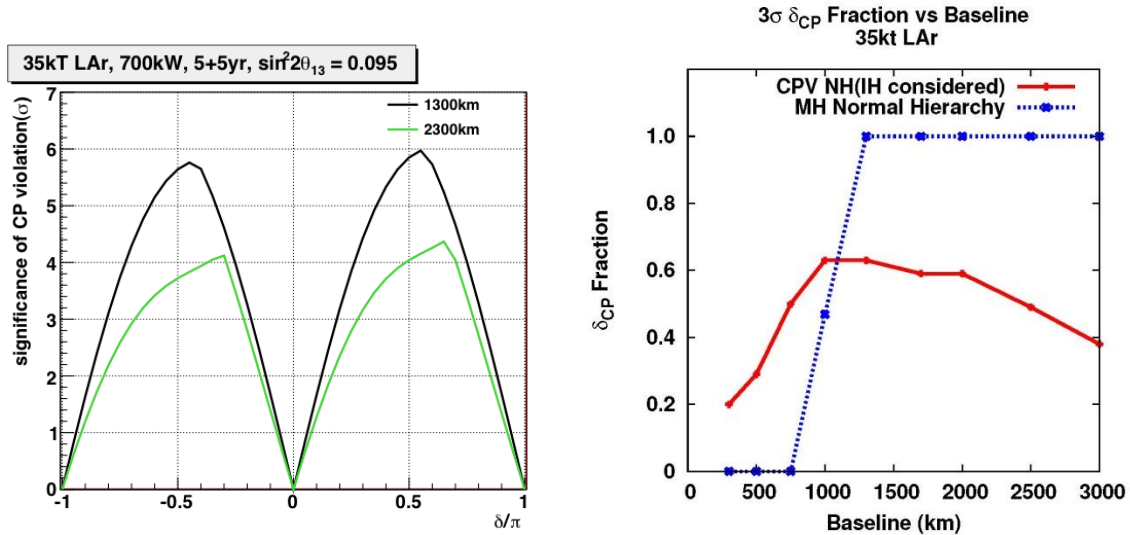 35kT LAr, 700kW, 5+5yr, sin²2θ₁₃ = 0.095
significance of CP violation(σ)
7
6
5
4
3
2
1
0
1300km
2300km
-1
-0.5
0
0.5
1
δ/π
3σ δCP Fraction vs Baseline
35kt LAr
δCP Fraction
CPV NH(IH considered)
MH Normal Hierarchy
1.0
0.8
0.6
0.4
0.2
0
0
500
1000
1500
2000
2500
3000
Baseline (km)